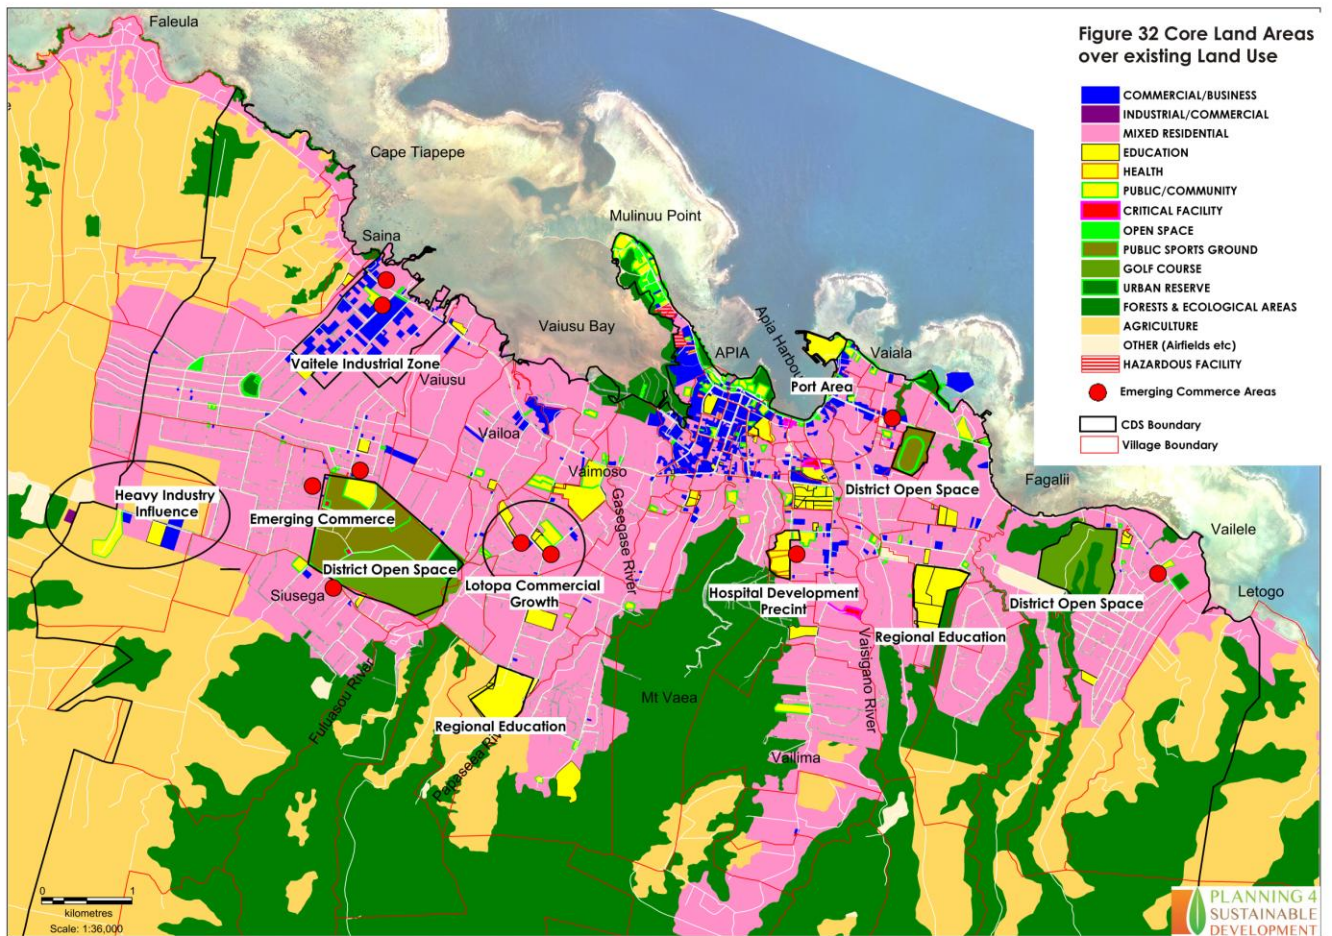 Figure 32 Core Land Areas
over existing Land Use
COMMERCIAL/BUSINESS
INDUSTRIAL/COMMERCIAL
MIXED RESIDENTIAL
EDUCATION
HEALTH
PUBLIC/COMMUNITY
CRITICAL FACILITY
OPEN SPACE
PUBLIC SPORTS GROUND
GOLF COURSE
URBAN RESERVE
FORESTS & ECOLOGICAL AREAS
AGRICULTURE
OTHER (Airfields etc)
HAZARDOUS FACILITY
Emerging Commerce Areas
CDS Boundary
Village Boundary
Faleula
Cape Tiapepe
Saina
Mulinuu Point
Vaiusu Bay
APIA
Apia Harbour
Vaiala
Port Area
Vaitele Industrial Zone
Vaiusu
Vailoa
Vaimoso
Gasegase River
District Open Space
Fagalii
Vailele
Letogo
Heavy Industry
Influence
Emerging Commerce
District Open Space
Siusega
Lotopa Commercial
Growth
Hospital Development
Precint
District Open Space
Regional Education
Vaisigano River
Fuluasou River
Mt Vaea
Regional Education
Vailima
0 1
kilometres
Scale: 1:36,000
PLANNING 4
SUSTAINABLE
DEVELOPMENT